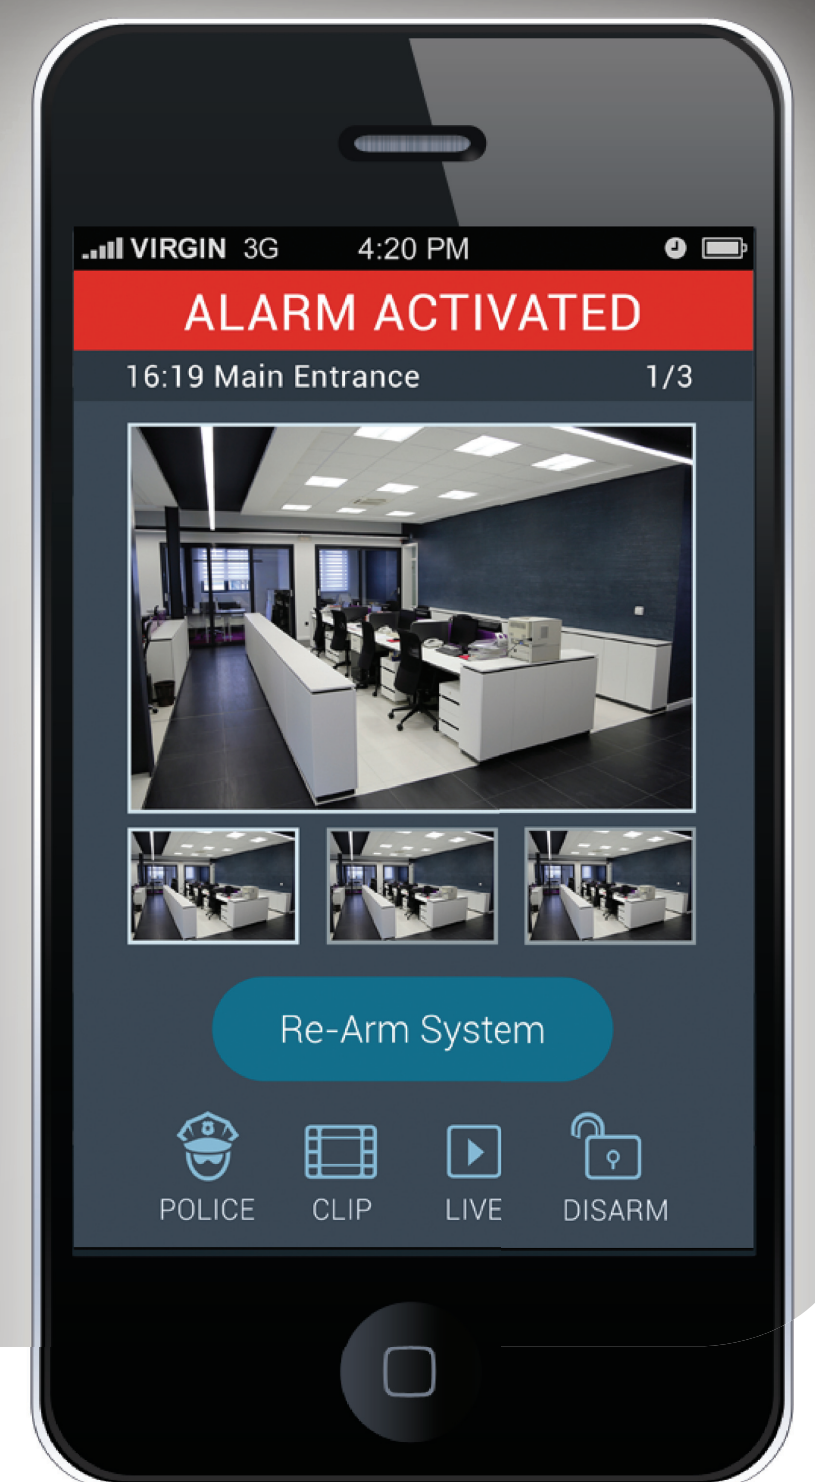 VIRGIN 3G 4:20 PM
ALARM ACTIVATED
16:19 Main Entrance 1/3
Re-Arm System
POLICE CLIP LIVE DISARM